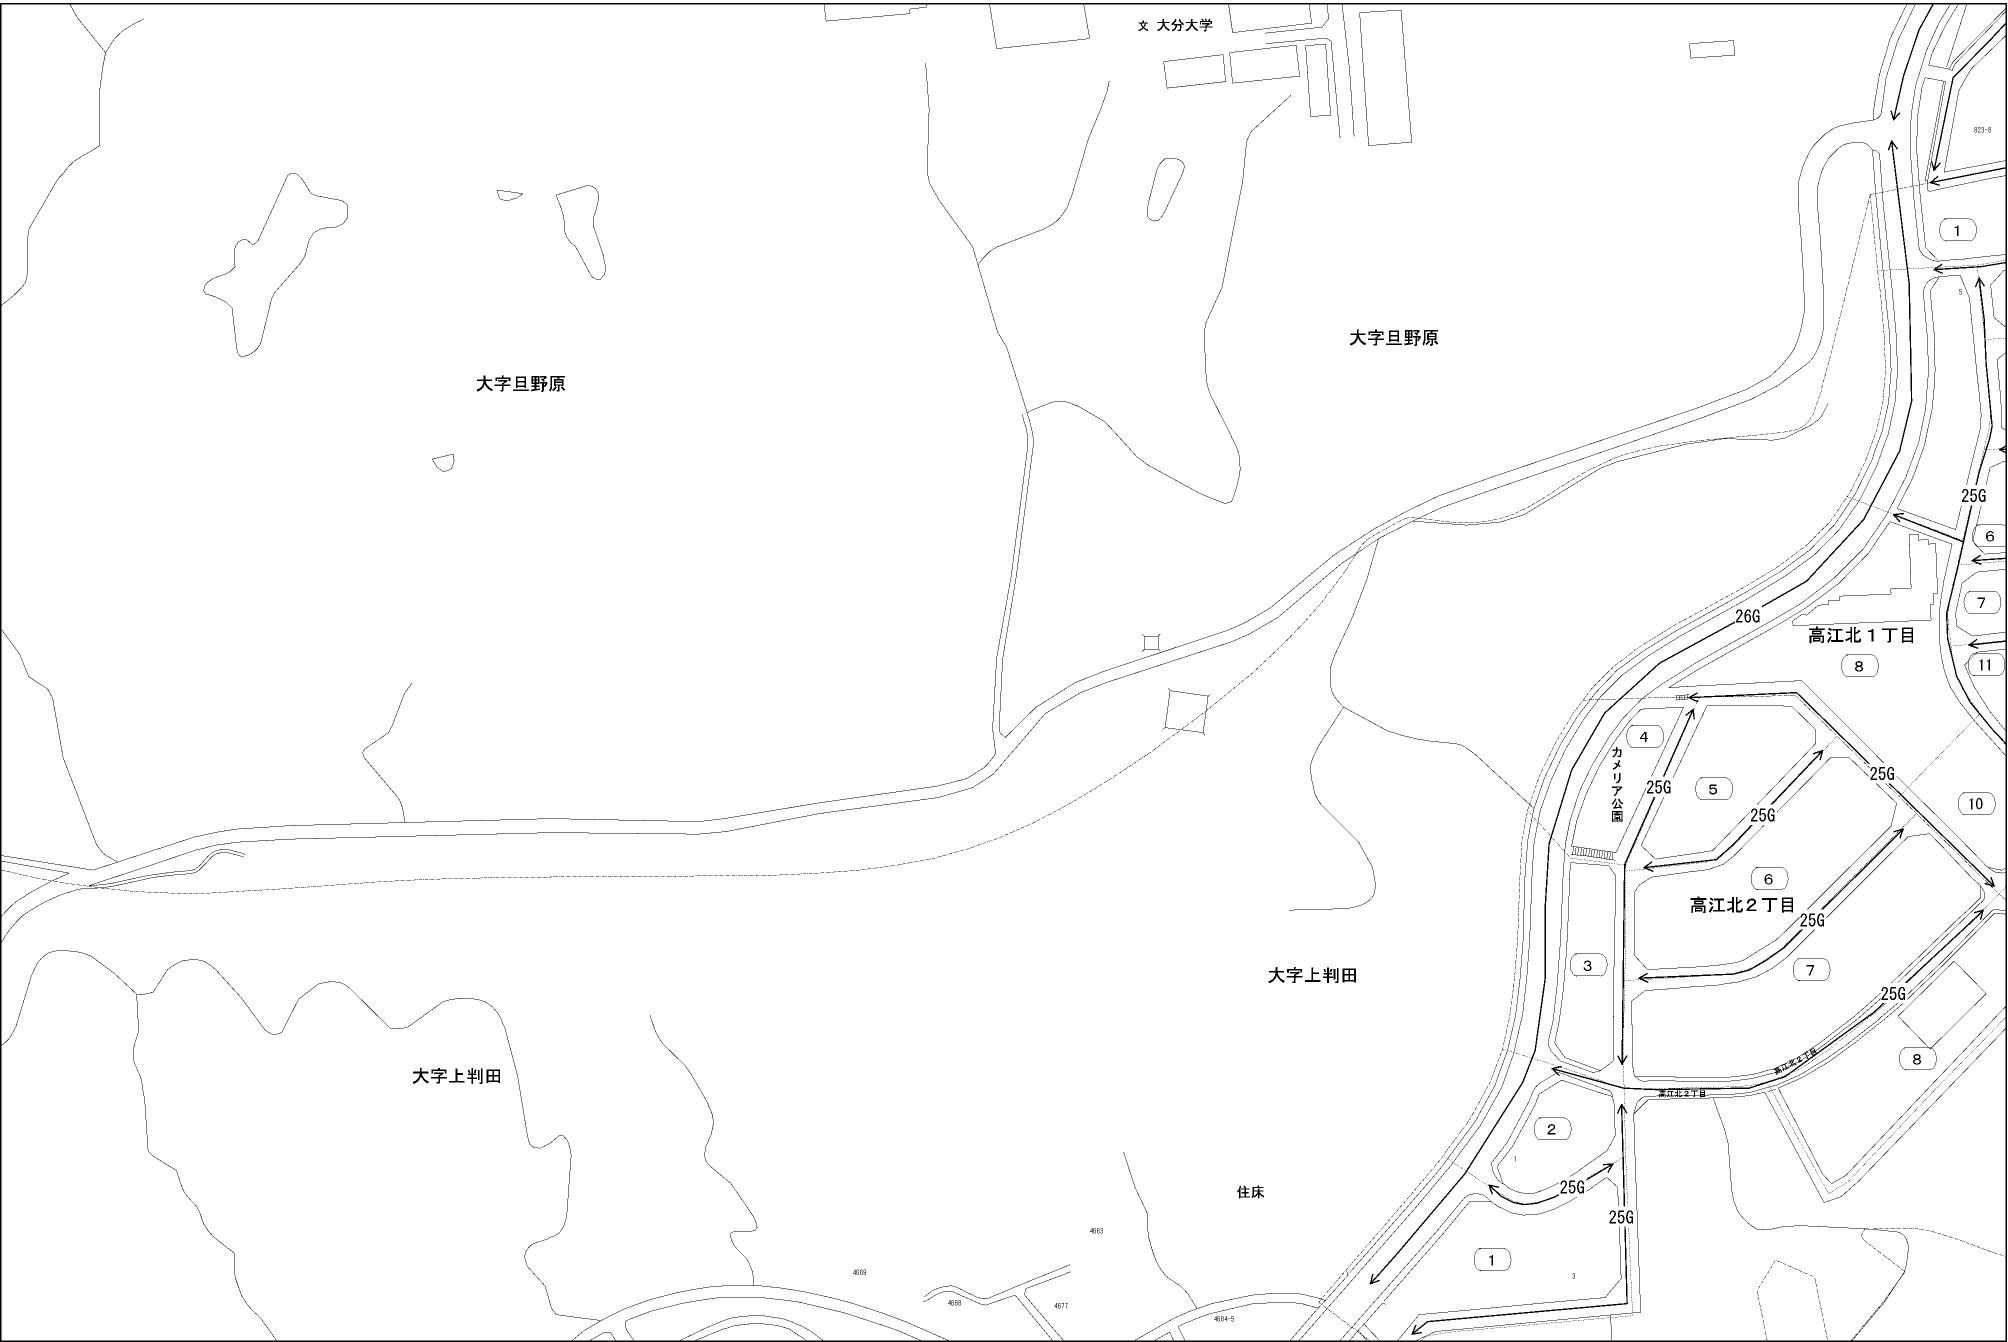 文 大分大学
823-8
1
5
大字旦野原
大字旦野原
25G
6
7
26G
高江北１丁目
8
11
4
カメリア公園
25G
5
25G
25G
10
6
高江北２丁目
25G
3
大字上判田
7
25G
8
高江北２丁目
高江北２丁目
大字上判田
2
1
25G
住床
25G
4663
1
3
4669
4668
4677
4684-5